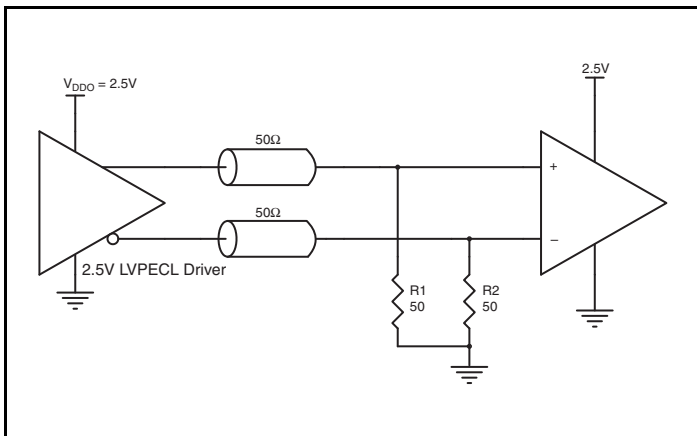 V_DDO = 2.5V
2.5V
50Ω
+
50Ω
–
2.5V LVPECL Driver
R1
50
R2
50